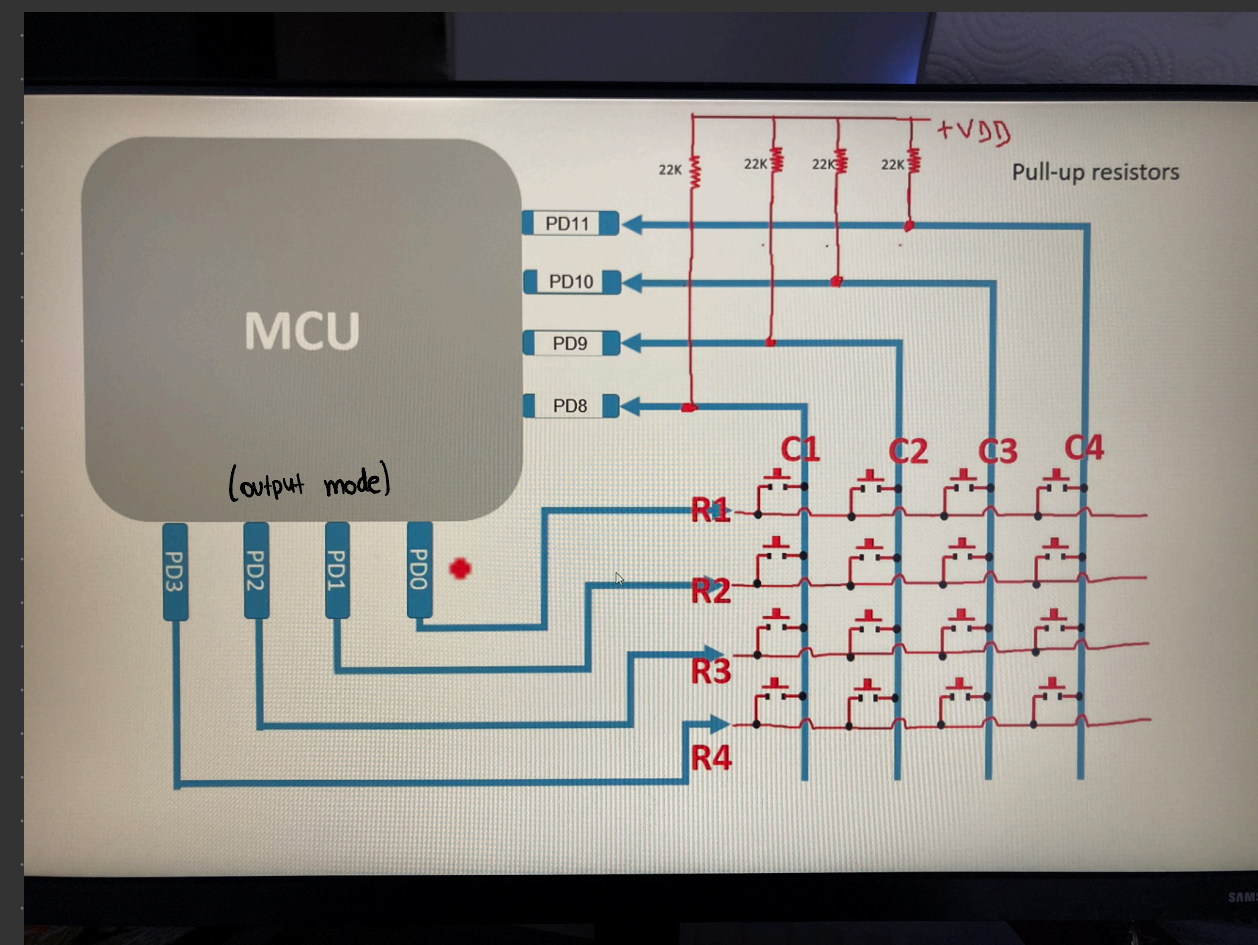 +VDD
22K 22K 22K 22K
Pull-up resistors
PD11
PD10
MCU
PD9
PD8
C1 C2 C3 C4
(output mode)
R1
PD3 PD2 PD1 PD0
R2
R3
R4